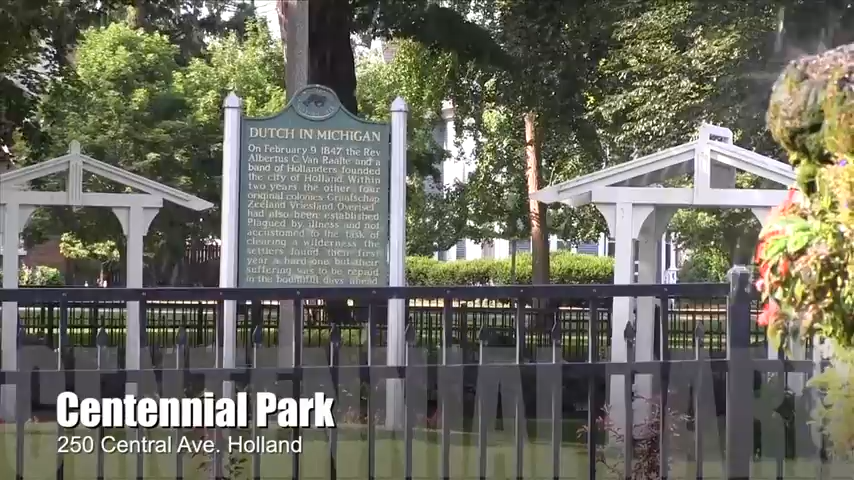 DUTCH IN MICHIGAN
On February 9 1847 the Rev
Albertus C. Van Raalte and a
band of Hollanders founded
the city of Holland Within
two years the other four
original colonies Graafschap
Zeeland Vriesland Overisel
had also been established
Plagued by illness and not
accustomed to the task of
clearing a wilderness the
settlers found their first
year a hard one but their
suffering was to be repaid
in the bountiful days ahead
Centennial Park
250 Central Ave. Holland